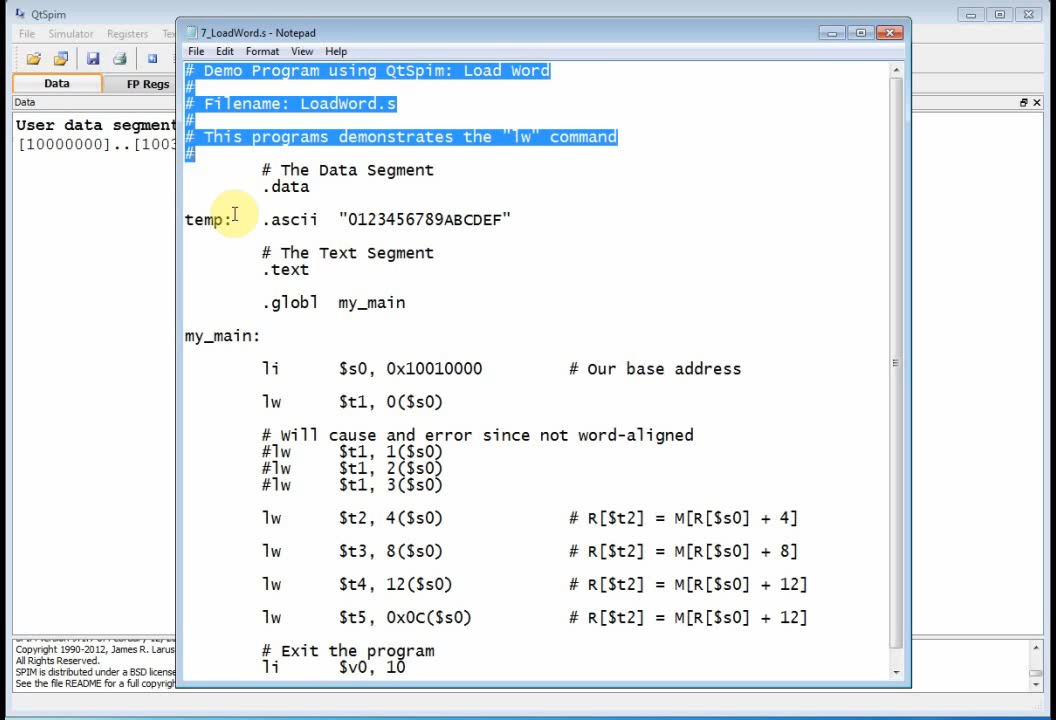 QtSpim
File Simulator Registers
Data FP Regs
Data
User data segment
[10000000]..[1003
7_LoadWord.s - Notepad
File Edit Format View Help
# Demo Program using QtSpim: Load Word
#
# Filename: LoadWord.s
#
# This programs demonstrates the "lw" command
#
# The Data Segment
.data
temp: .ascii "0123456789ABCDEF"
# The Text Segment
.text
.globl my_main
my_main:
li $s0, 0x10010000 # Our base address
lw $t1, 0($s0)
# Will cause and error since not word-aligned
#lw $t1, 1($s0)
#lw $t1, 2($s0)
#lw $t1, 3($s0)
lw $t2, 4($s0) # R[$t2] = M[R[$s0] + 4]
lw $t3, 8($s0) # R[$t2] = M[R[$s0] + 8]
lw $t4, 12($s0) # R[$t2] = M[R[$s0] + 12]
lw $t5, 0x0C($s0) # R[$t2] = M[R[$s0] + 12]
# Exit the program
li $v0, 10
Copyright 1990-2012, James R. Larus
All Rights Reserved.
SPIM is distributed under a BSD license
See the file README for a full copyrigh